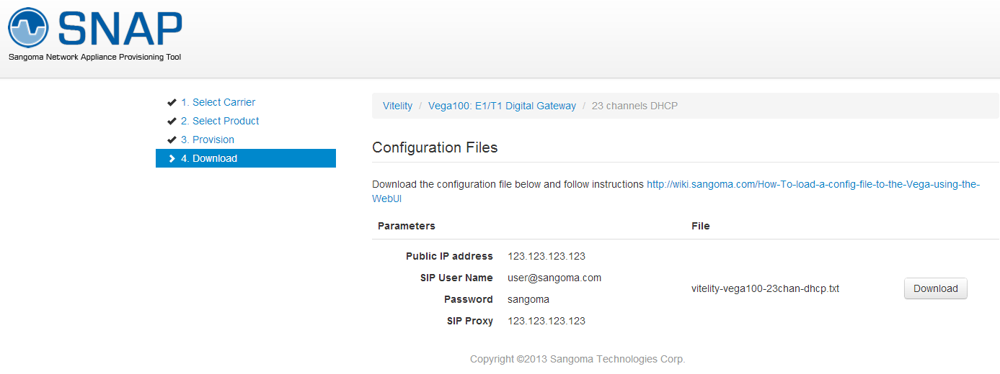 SNAP
Sangoma Network Appliance Provisioning Tool
1. Select Carrier
2. Select Product
3. Provision
4. Download
Vitelity / Vega100: E1/T1 Digital Gateway / 23 channels DHCP
Configuration Files
Download the configuration file below and follow instructions http://wiki.sangoma.com/How-To-load-a-config-file-to-the-Vega-using-the-
WebUI
Parameters File
Public IP address 123.123.123.123
SIP User Name user@sangoma.com
Password sangoma
SIP Proxy 123.123.123.123
vitelity-vega100-23chan-dhcp.txt Download
Copyright ©2013 Sangoma Technologies Corp.